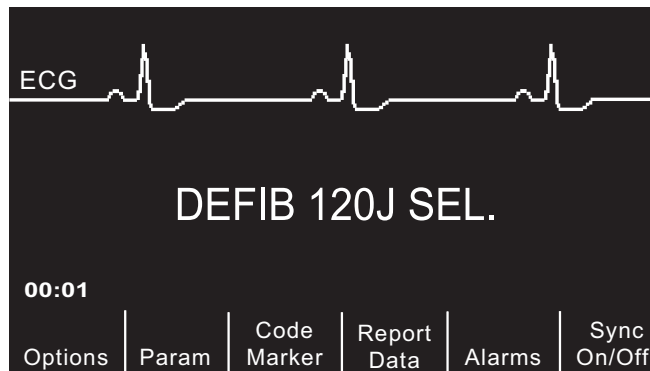 ECG
DEFIB 120J SEL.
00:01
Options
Param
Code
Marker
Report
Data
Alarms
Sync
On/Off